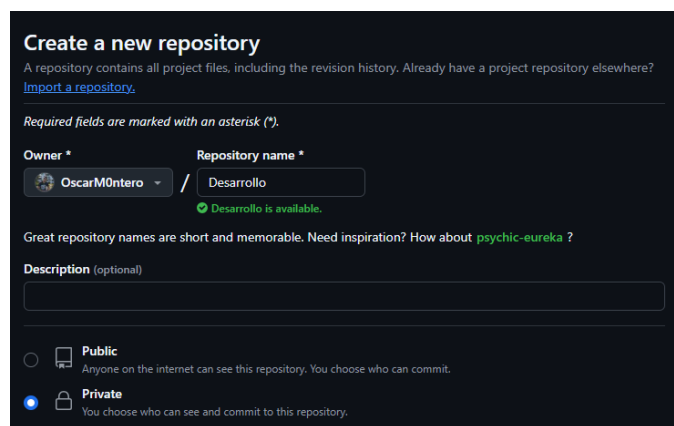 Create a new repository
A repository contains all project files, including the revision history. Already have a project repository elsewhere?
Import a repository.
Required fields are marked with an asterisk (*).
Owner * Repository name *
OscarM0ntero / Desarrollo
Desarrollo is available.
Great repository names are short and memorable. Need inspiration? How about psychic-eureka ?
Description (optional)
Public
Anyone on the internet can see this repository. You choose who can commit.
Private
You choose who can see and commit to this repository.